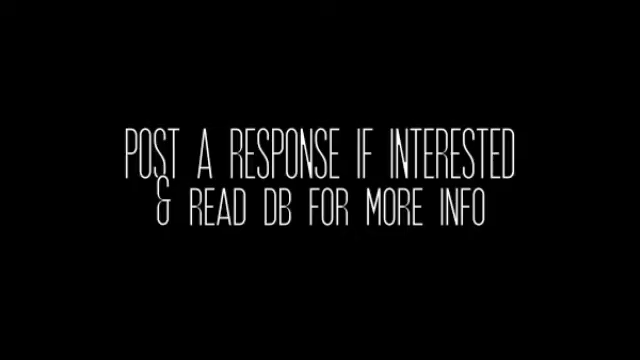 POST A RESPONSE IF INTERESTED
& READ DB FOR MORE INFO